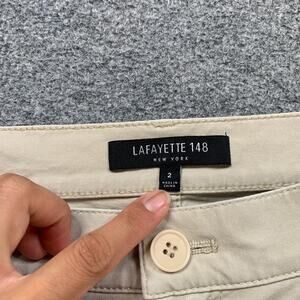 LAFAYETTE 148
NEW YORK
2
MADE IN
CHINA